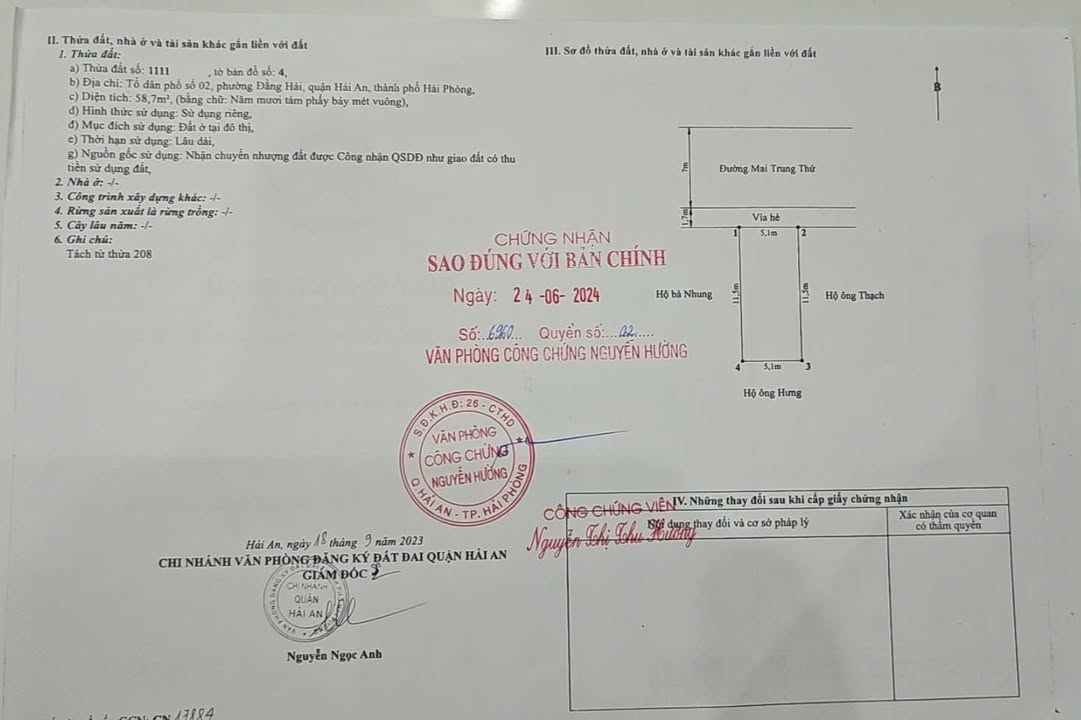 II. Thửa đất, nhà ở và tài sản khác gắn liền với đất
1. Thửa đất:
a) Thửa đất số: 1111 , tờ bản đồ số: 4,
b) Địa chỉ: Tổ dân phố số 02, phường Đằng Hải, quận Hải An, thành phố Hải Phòng,
c) Diện tích: 58,7m², (bằng chữ: Năm mươi tám phẩy bảy mét vuông),
d) Hình thức sử dụng: Sử dụng riêng,
đ) Mục đích sử dụng: Đất ở tại đô thị,
e) Thời hạn sử dụng: Lâu dài,
g) Nguồn gốc sử dụng: Nhận chuyển nhượng đất được Công nhận QSDĐ như giao đất có thu
tiền sử dụng đất,
2. Nhà ở: -/-
3. Công trình xây dựng khác: -/-
4. Rừng sản xuất là rừng trồng: -/-
5. Cây lâu năm: -/-
6. Ghi chú:
Tách từ thửa 208
III. Sơ đồ thửa đất, nhà ở và tài sản khác gắn liền với đất
B
7m
Đường Mai Trung Thứ
1,7m
Vỉa hè
1 5,1m 2
Hộ bà Nhung
11,5m
11,5m
Hộ ông Thạch
4 5,1m 3
Hộ ông Hưng
CHỨNG NHẬN
SAO ĐÚNG VỚI BẢN CHÍNH
Ngày: 24 -06- 2024
Số:..6960... Quyển số:...02.....
VĂN PHÒNG CÔNG CHỨNG NGUYỄN HƯỜNG
S.Đ.K.H.Đ: 26 - CTHD
VĂN PHÒNG
CÔNG CHỨNG
NGUYỄN HƯỜNG
Q.HẢI AN - TP. HẢI PHÒNG
CÔNG CHỨNG VIÊN
Nguyễn Thị Thu Hường
IV. Những thay đổi sau khi cấp giấy chứng nhận
Nội dung thay đổi và cơ sở pháp lý
Xác nhận của cơ quan
có thẩm quyền
Hải An, ngày 18 tháng 9 năm 2023
CHI NHÁNH VĂN PHÒNG ĐĂNG KÝ ĐẤT ĐAI QUẬN HẢI AN
GIÁM ĐỐC
CHI NHÁNH
QUẬN
HẢI AN
Nguyễn Ngọc Anh
GCN: CN 17884